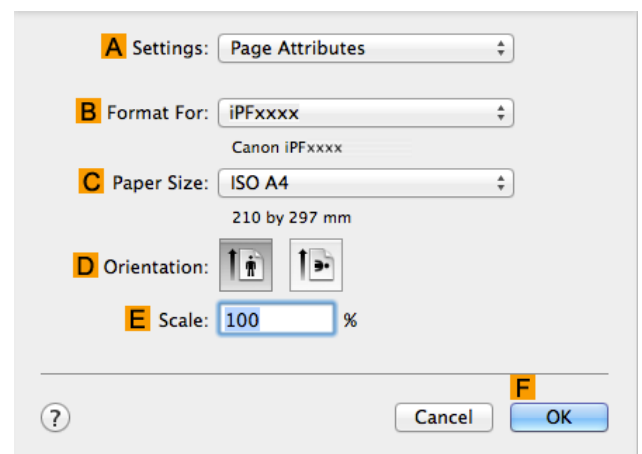 A Settings: Page Attributes
B Format For: iPFxxxx
Canon iPFxxxx
C Paper Size: ISO A4
210 by 297 mm
D Orientation:
E Scale: 100 %
F
? Cancel OK